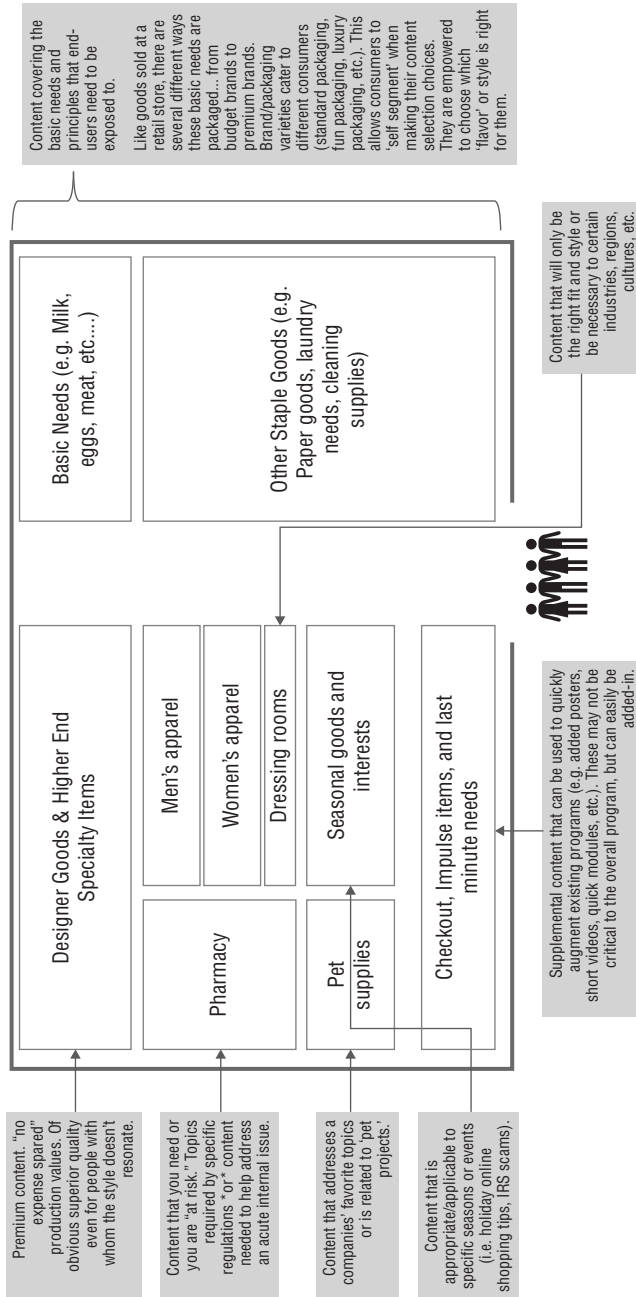 Premium content. “no
expense spared”
production values. Of
obvious superior quality
even for people with
whom the style doesn’t
resonate.
Content that you need or
you are “at risk.” Topics
required by specific
regulations *or* content
needed to help address
an acute internal issue.
Content that addresses a
companies’ favorite topics
or is related to ‘pet
projects.’
Content that is
appropriate/applicable to
specific seasons or events
(i.e. holiday online
shopping tips, IRS scams).
Designer Goods & Higher End
Specialty Items
Pharmacy
Men’s apparel
Women’s apparel
Dressing rooms
Pet
supplies
Seasonal goods and
interests
Checkout, Impulse items, and last
minute needs
Basic Needs (e.g. Milk,
eggs, meat, etc....)
Other Staple Goods (e.g.
Paper goods, laundry
needs, cleaning
supplies)
Content covering the
basic needs and
principles that end-
users need to be
exposed to.
Like goods sold at a
retail store, there are
several different ways
these basic needs are
packaged... from
budget brands to
premium brands.
Brand/packaging
varieties cater to
different consumers
(standard packaging,
fun packaging, luxury
packaging, etc.). This
allows consumers to
‘self segment’ when
making their content
selection choices.
They are empowered
to choose which
‘flavor’ or style is right
for them.
Supplemental content that can be used to quickly
augment existing programs (e.g. added posters,
short videos, quick modules, etc.). These may not be
critical to the overall program, but can easily be
added-in.
Content that will only be
the right fit and style or
be necessary to certain
industries, regions,
cultures, etc.